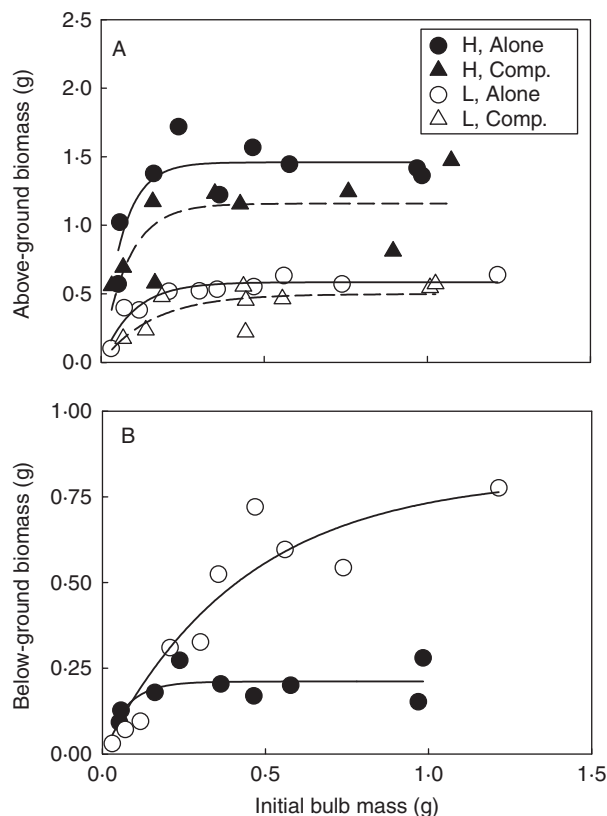 2·5
A
H, Alone
H, Comp.
L, Alone
L, Comp.
2·0
1·5
1·0
0·5
0·0
Above-ground biomass (g)
1·00
B
0·75
0·50
0·25
0·00
Below-ground biomass (g)
0·0 0·5 1·0 1·5
Initial bulb mass (g)